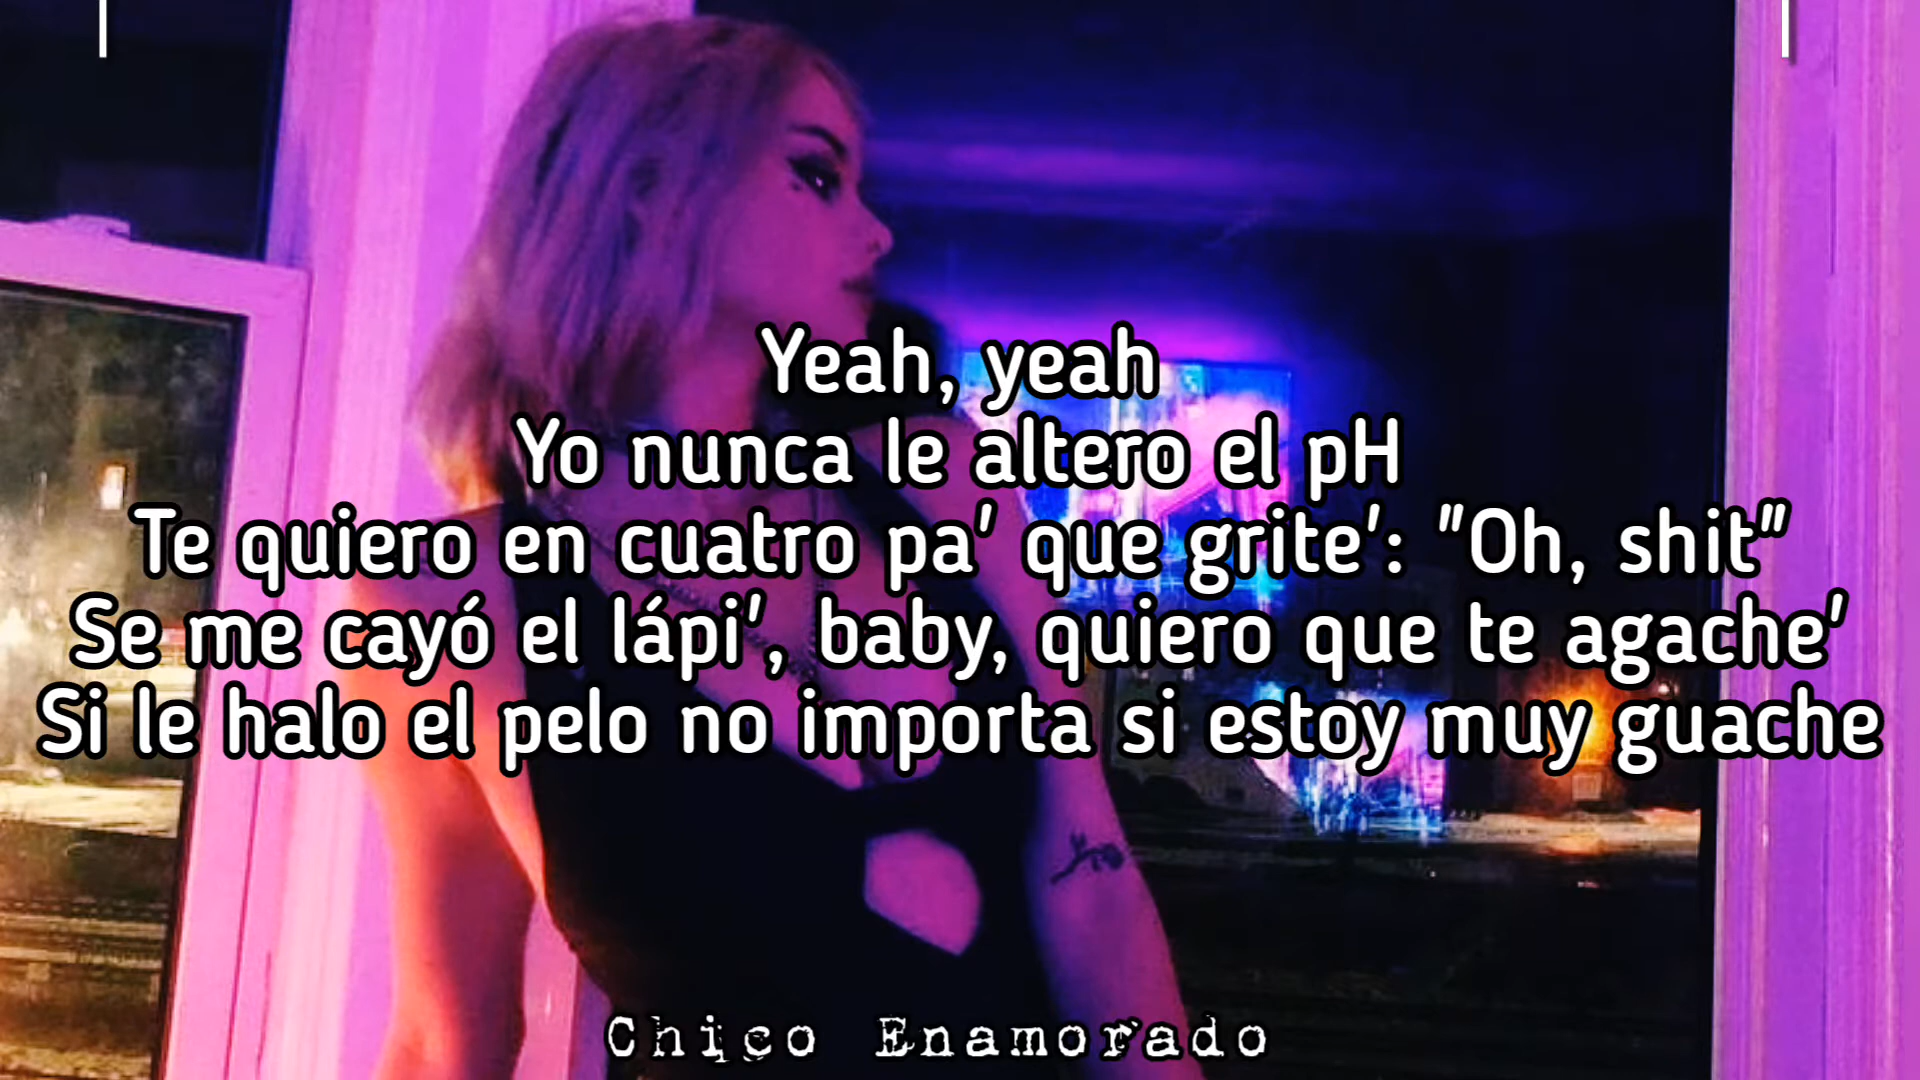 Yeah, yeah
Yo nunca le altero el pH
Te quiero en cuatro pa' que grite': "Oh, shit"
Se me cayó el lápi', baby, quiero que te agache'
Si le halo el pelo no importa si estoy muy guache
Chico Enamorado